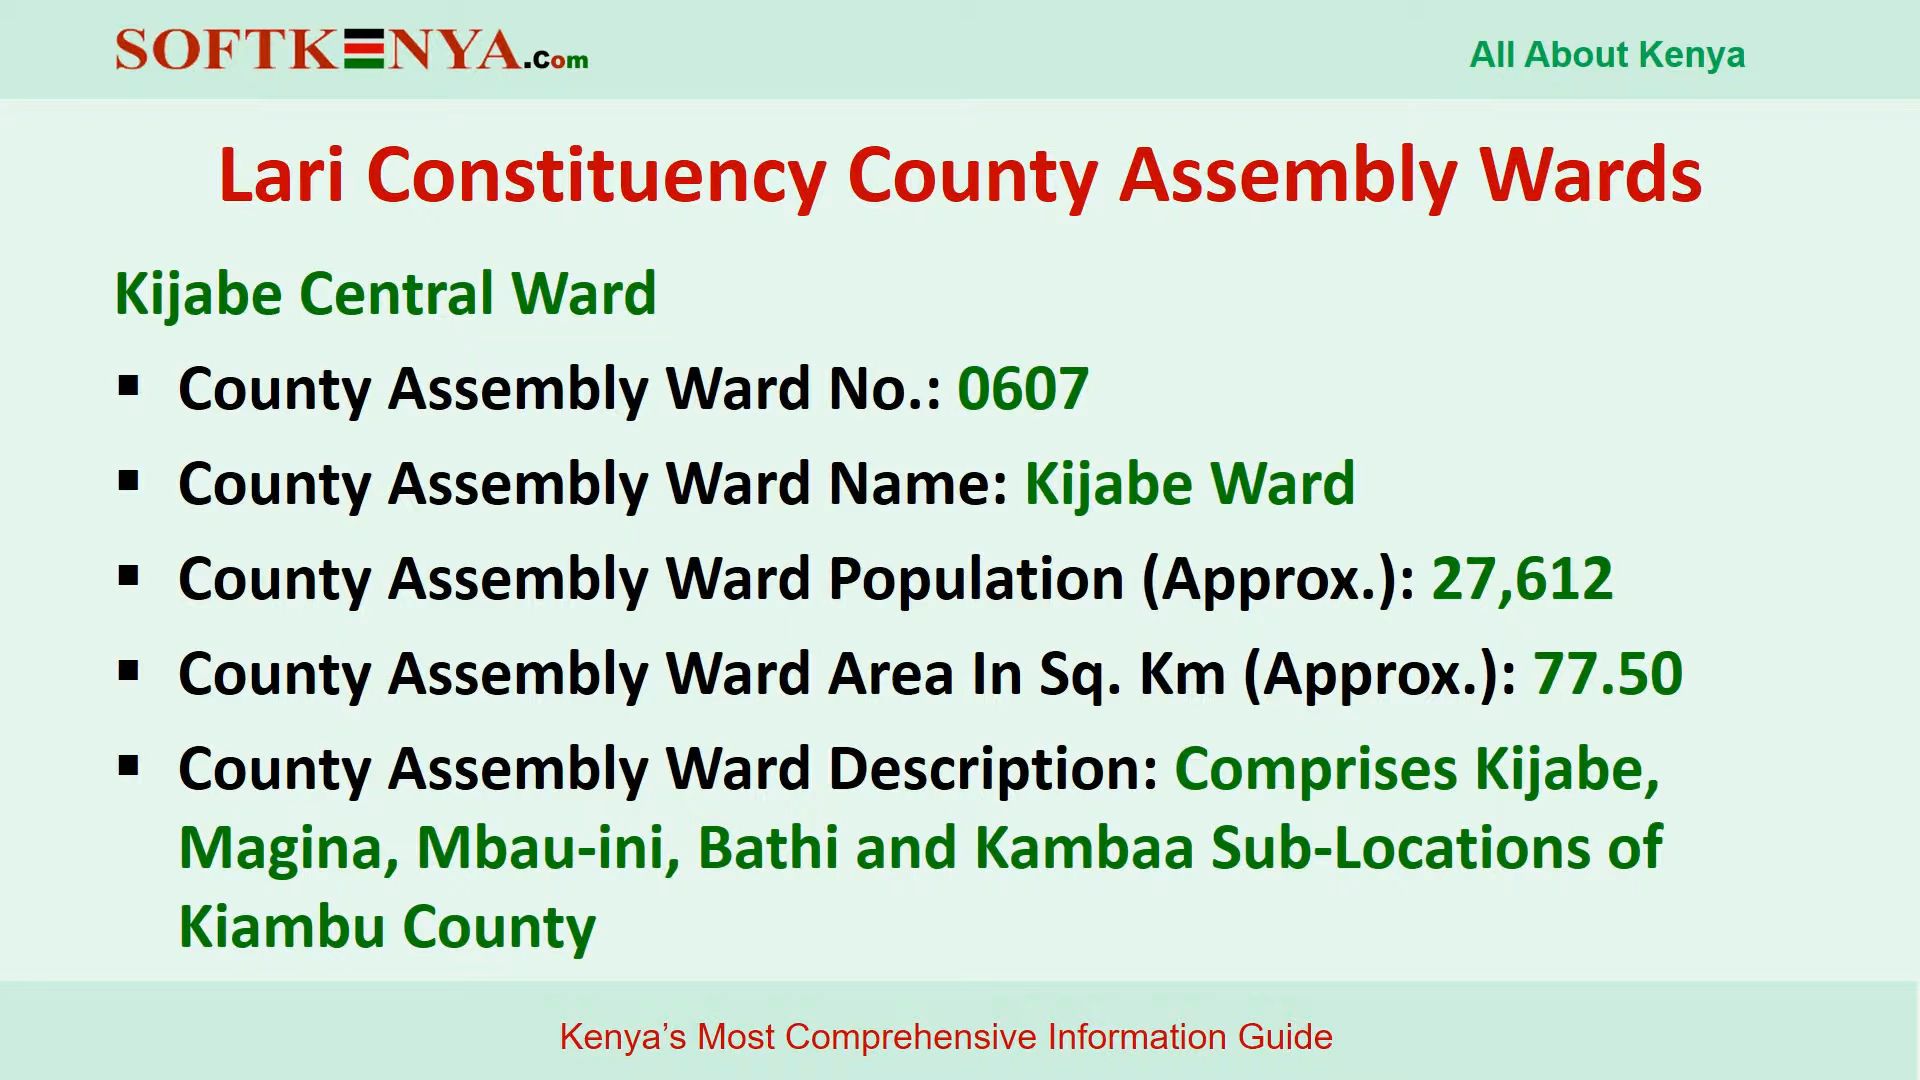 SOFTKENYA.Com
All About Kenya
Lari Constituency County Assembly Wards
Kijabe Central Ward
▪ County Assembly Ward No.: 0607
▪ County Assembly Ward Name: Kijabe Ward
▪ County Assembly Ward Population (Approx.): 27,612
▪ County Assembly Ward Area In Sq. Km (Approx.): 77.50
▪ County Assembly Ward Description: Comprises Kijabe,
Magina, Mbau-ini, Bathi and Kambaa Sub-Locations of
Kiambu County
Kenya’s Most Comprehensive Information Guide